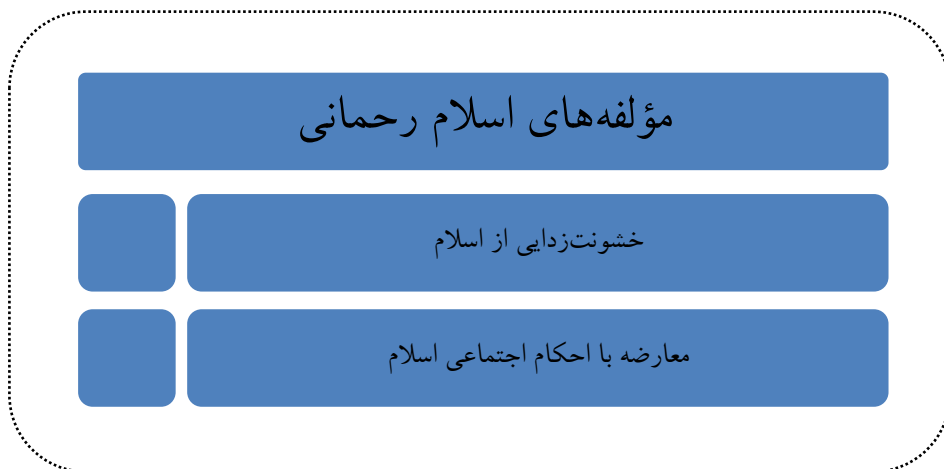 مؤلفه‌های اسلام رحمانی
خشونت‌زدایی از اسلام
معارضه با احکام اجتماعی اسلام